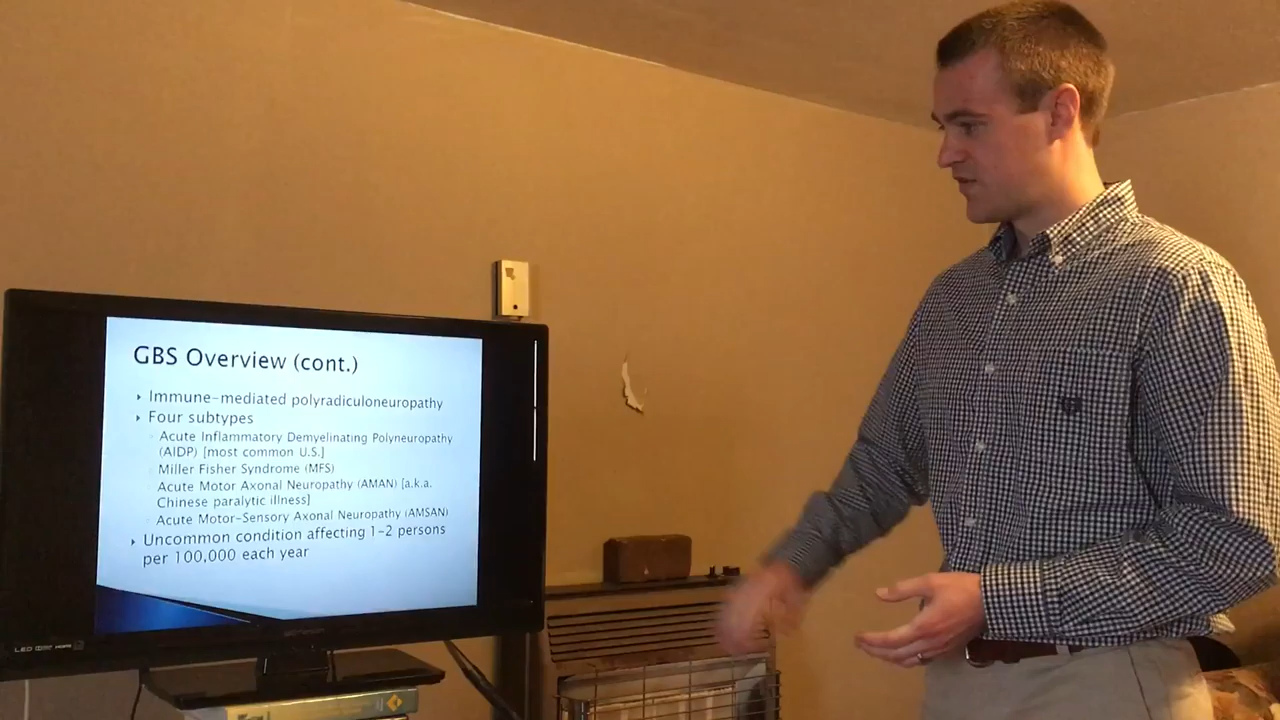 GBS Overview (cont.)
Immune-mediated polyradiculoneuropathy
Four subtypes
Acute Inflammatory Demyelinating Polyneuropathy
(AIDP) [most common U.S.]
Miller Fisher Syndrome (MFS)
Acute Motor Axonal Neuropathy (AMAN) [a.k.a.
Chinese paralytic illness]
Acute Motor-Sensory Axonal Neuropathy (AMSAN)
Uncommon condition affecting 1-2 persons
per 100,000 each year
LED